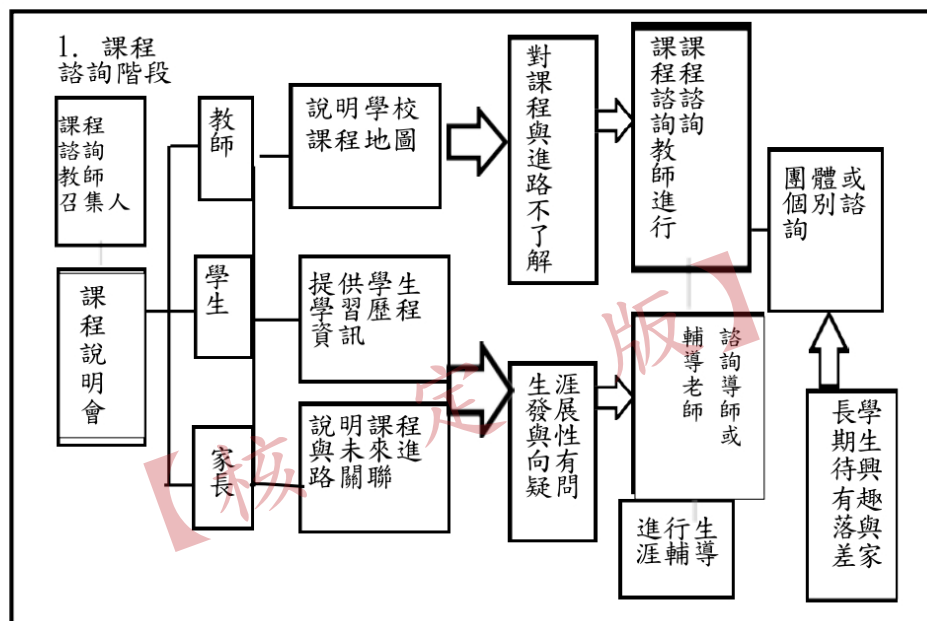 1. 課程
諮詢階段
課程
諮詢
教師
召集人
課程說明會
教師
學生
家長
說明學校
課程地圖
提供學生
學習歷程
資訊
說明課程
與未來進
路關聯
對課程與進路不了解
生涯
發展
與性
向有
疑問
課程諮詢教師進行
課程諮詢
諮詢導師或
輔導老師
進行生
涯輔導
團體或
個別諮
詢
學生興趣與家
長期待有落差
【核定版】